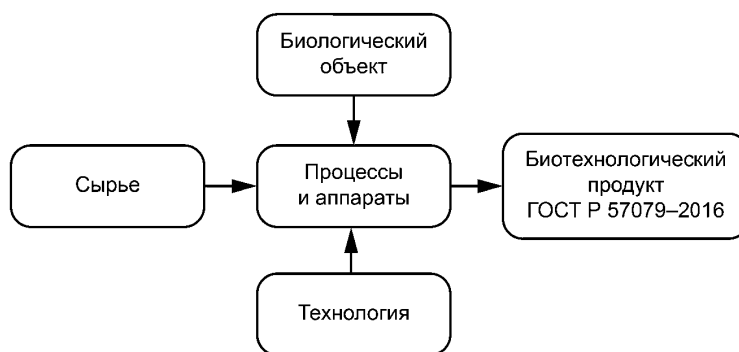 Биологический
объект
Сырье
Процессы
и аппараты
Биотехнологический
продукт
ГОСТ Р 57079–2016
Технология